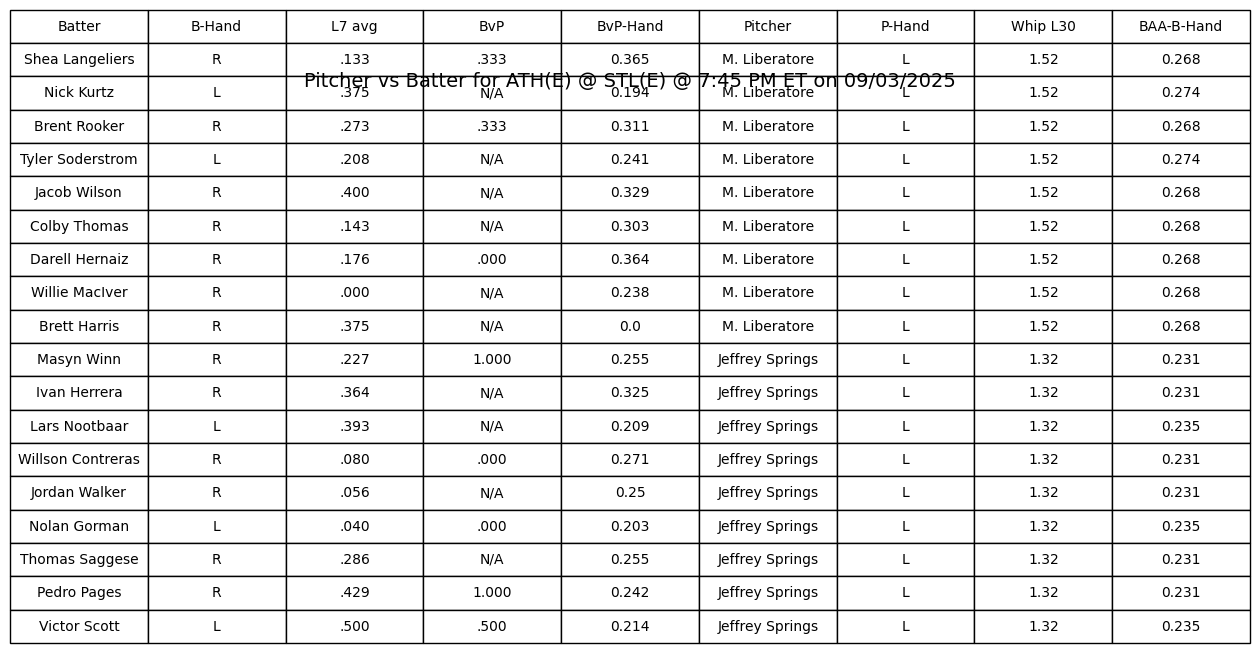 Batter B-Hand L7 avg BvP BvP-Hand Pitcher P-Hand Whip L30 BAA-B-Hand
Shea Langeliers R .133 .333 0.365 M. Liberatore L 1.52 0.268
Pitcher vs Batter for ATH(E) @ STL(E) @ 7:45 PM ET on 09/03/2025
Nick Kurtz L .375 N/A 0.194 M. Liberatore L 1.52 0.274
Brent Rooker R .273 .333 0.311 M. Liberatore L 1.52 0.268
Tyler Soderstrom L .208 N/A 0.241 M. Liberatore L 1.52 0.274
Jacob Wilson R .400 N/A 0.329 M. Liberatore L 1.52 0.268
Colby Thomas R .143 N/A 0.303 M. Liberatore L 1.52 0.268
Darell Hernaiz R .176 .000 0.364 M. Liberatore L 1.52 0.268
Willie MacIver R .000 N/A 0.238 M. Liberatore L 1.52 0.268
Brett Harris R .375 N/A 0.0 M. Liberatore L 1.52 0.268
Masyn Winn R .227 1.000 0.255 Jeffrey Springs L 1.32 0.231
Ivan Herrera R .364 N/A 0.325 Jeffrey Springs L 1.32 0.231
Lars Nootbaar L .393 N/A 0.209 Jeffrey Springs L 1.32 0.235
Willson Contreras R .080 .000 0.271 Jeffrey Springs L 1.32 0.231
Jordan Walker R .056 N/A 0.25 Jeffrey Springs L 1.32 0.231
Nolan Gorman L .040 .000 0.203 Jeffrey Springs L 1.32 0.235
Thomas Saggese R .286 N/A 0.255 Jeffrey Springs L 1.32 0.231
Pedro Pages R .429 1.000 0.242 Jeffrey Springs L 1.32 0.231
Victor Scott L .500 .500 0.214 Jeffrey Springs L 1.32 0.235